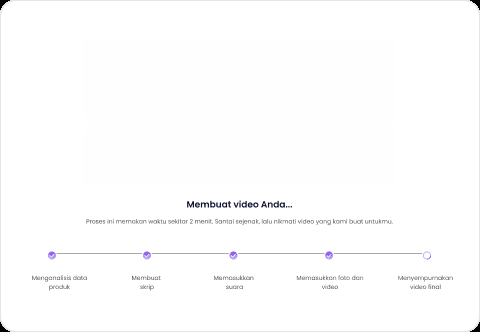 Membuat video Anda...
Proses ini memakan waktu sekitar 2 menit. Santai sejenak, lalu nikmati video yang kami buat untukmu.
Menganalisis data
produk
Membuat
skrip
Memasukkan
suara
Memasukkan foto dan
video
Menyempurnakan
video final